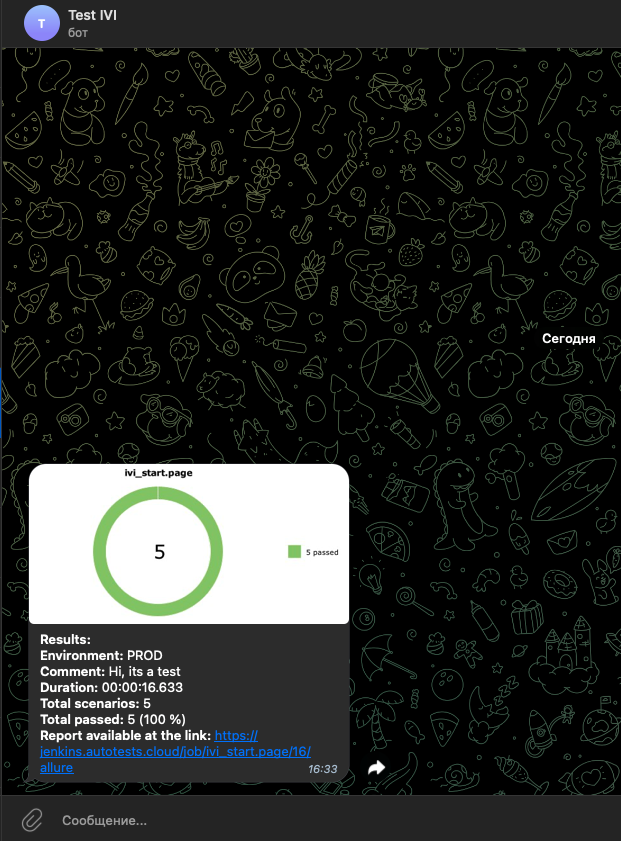 T
Test IVI
бот
Сегодня
ivi_start.page
5
5 passed
Results:
Environment: PROD
Comment: Hi, its a test
Duration: 00:00:16.633
Total scenarios: 5
Total passed: 5 (100 %)
Report available at the link: https://
jenkins.autotests.cloud/job/ivi_start.page/16/
allure
16:33
Сообщение...